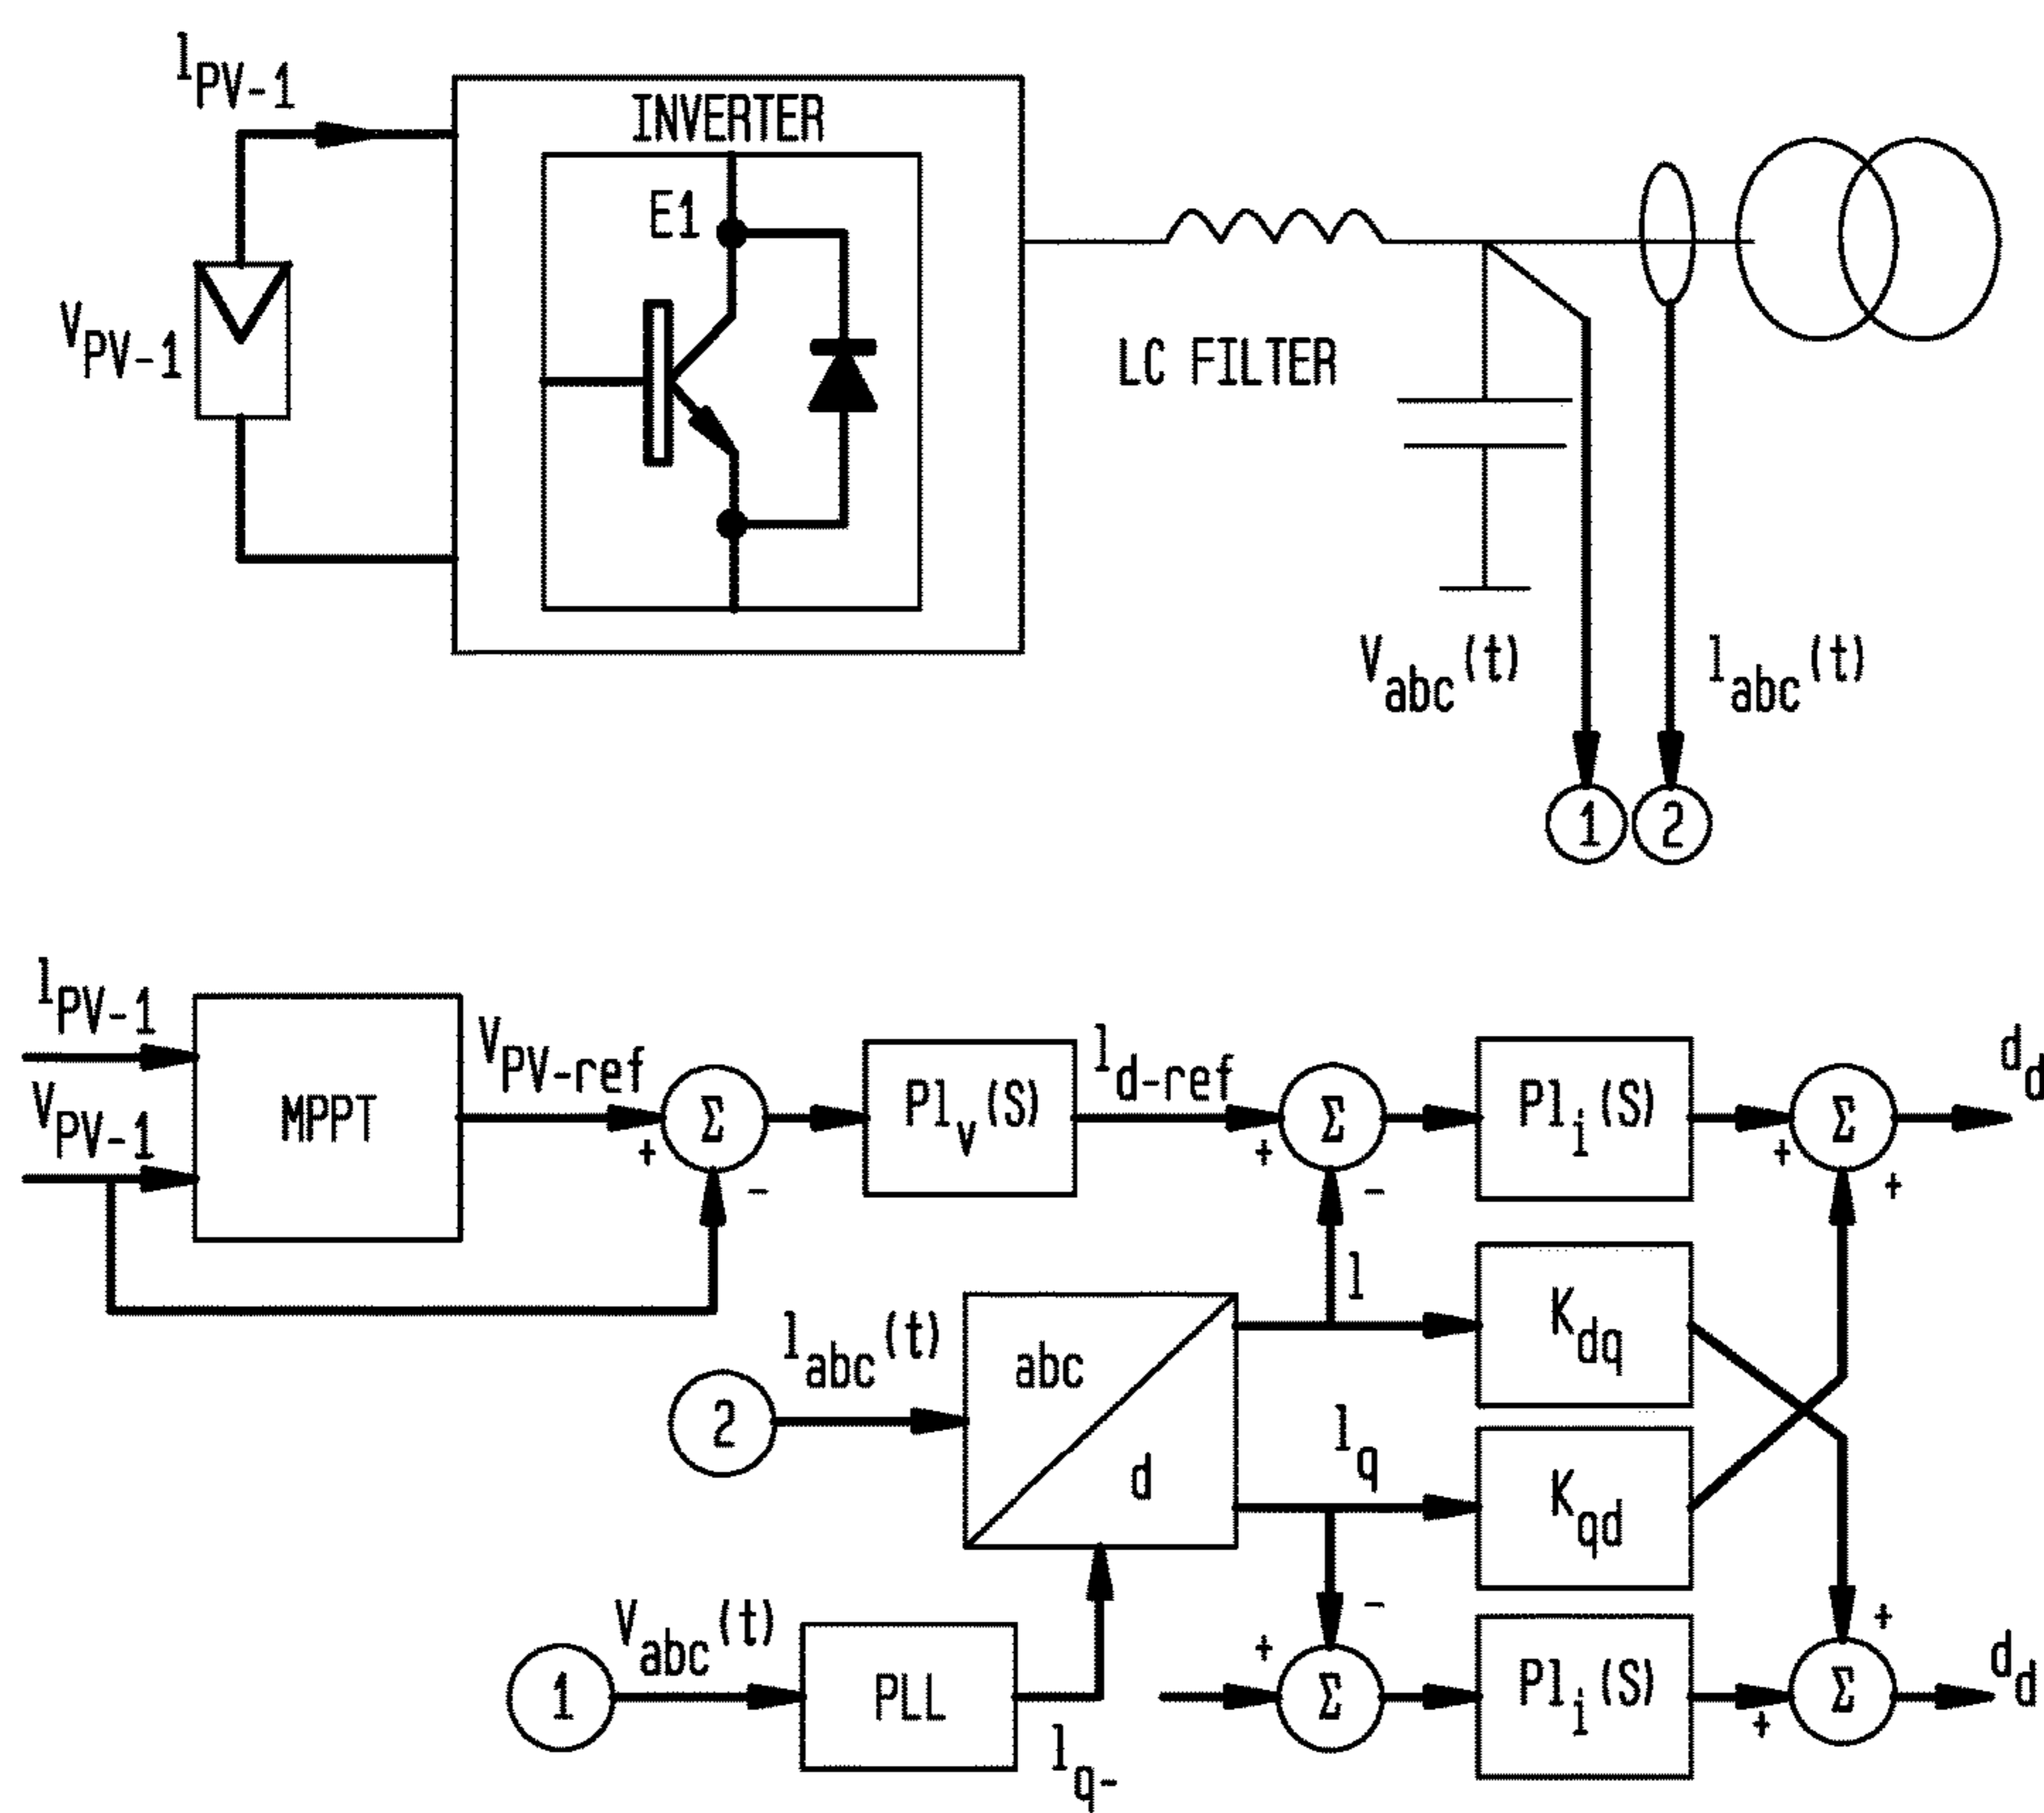 I PV-1
INVERTER
E1
V PV-1
LC FILTER
V abc (t)
I abc (t)
1
2
I PV-1
V PV-1
MPPT
V PV-ref
+
-
Σ
PI v (S)
I d-ref
+
-
Σ
PI i (S)
+
+
Σ
d d
I
K dq
2
I abc (t)
abc
d
I q
K qd
1
V abc (t)
PLL
I q-
+
-
Σ
PI i (S)
+
+
Σ
d d